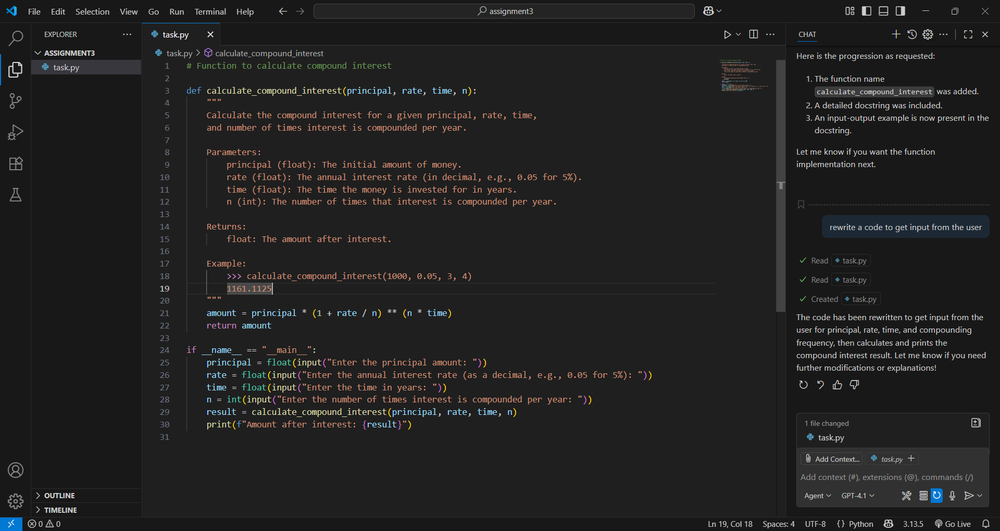 File Edit Selection View Go Run Terminal Help
assignment3
EXPLORER
ASSIGNMENT3
task.py
OUTLINE
TIMELINE
task.py
task.py > calculate_compound_interest
1 # Function to calculate compound interest
2
3 def calculate_compound_interest(principal, rate, time, n):
4 """
5 Calculate the compound interest for a given principal, rate, time,
6 and number of times interest is compounded per year.
7
8 Parameters:
9 principal (float): The initial amount of money.
10 rate (float): The annual interest rate (in decimal, e.g., 0.05 for 5%).
11 time (float): The time the money is invested for in years.
12 n (int): The number of times that interest is compounded per year.
13
14 Returns:
15 float: The amount after interest.
16
17 Example:
18 >>> calculate_compound_interest(1000, 0.05, 3, 4)
19 1161.1125
20 """
21 amount = principal * (1 + rate / n) ** (n * time)
22 return amount
23
24 if __name__ == "__main__":
25 principal = float(input("Enter the principal amount: "))
26 rate = float(input("Enter the annual interest rate (as a decimal, e.g., 0.05 for 5%): "))
27 time = float(input("Enter the time in years: "))
28 n = int(input("Enter the number of times interest is compounded per year: "))
29 result = calculate_compound_interest(principal, rate, time, n)
30 print(f"Amount after interest: {result}")
31
CHAT
Here is the progression as requested:
1. The function name
calculate_compound_interest was added.
2. A detailed docstring was included.
3. An input-output example is now present in the
docstring.
Let me know if you want the function
implementation next.
rewrite a code to get input from the user
Read task.py
Read task.py
Created task.py
The code has been rewritten to get input from the
user for principal, rate, time, and compounding
frequency, then calculates and prints the
compound interest result. Let me know if you need
further modifications or explanations!
1 file changed
task.py
Add Context... task.py
Add context (#), extensions (@), commands (/)
Agent GPT-4.1
0 0 Ln 19, Col 18 Spaces: 4 UTF-8 {} Python 3.13.5 Go Live